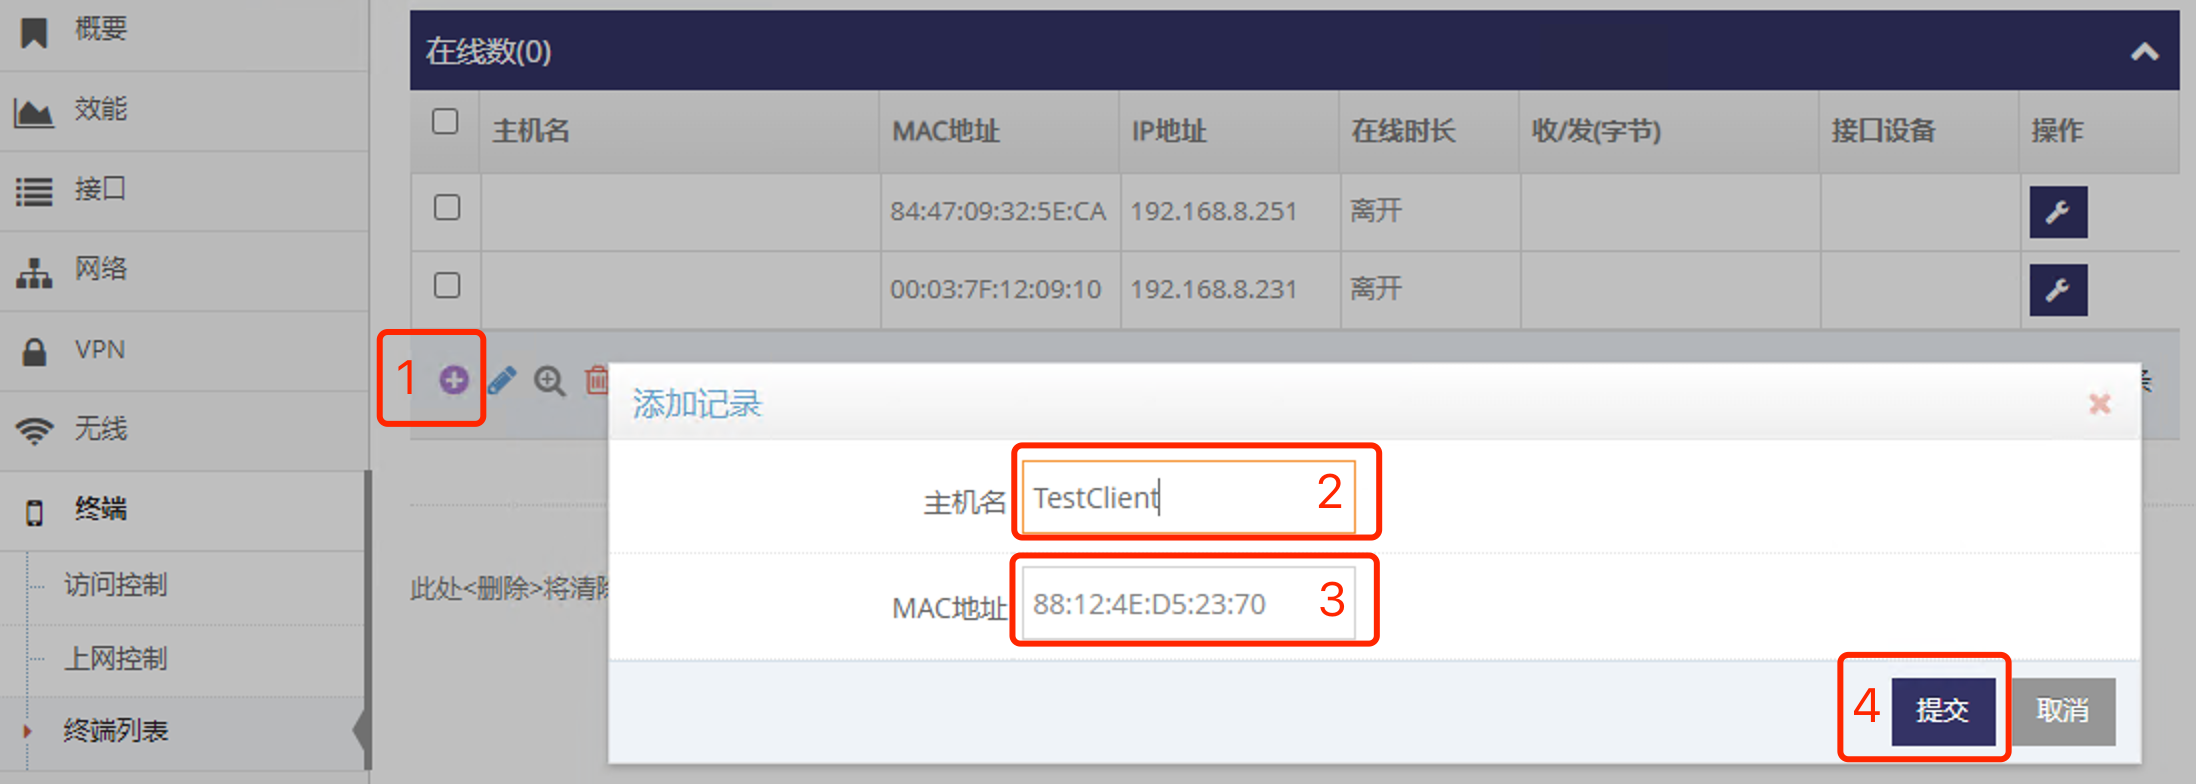 概要
效能
接口
网络
VPN
无线
终端
访问控制
上网控制
终端列表
在线数(0)
主机名 MAC地址 IP地址 在线时长 收/发(字节) 接口设备 操作
84:47:09:32:5E:CA 192.168.8.251 离开
00:03:7F:12:09:10 192.168.8.231 离开
1
添加记录
主机名 TestClient 2
MAC地址 88:12:4E:D5:23:70 3
4 提交 取消
此处<删除>将清除